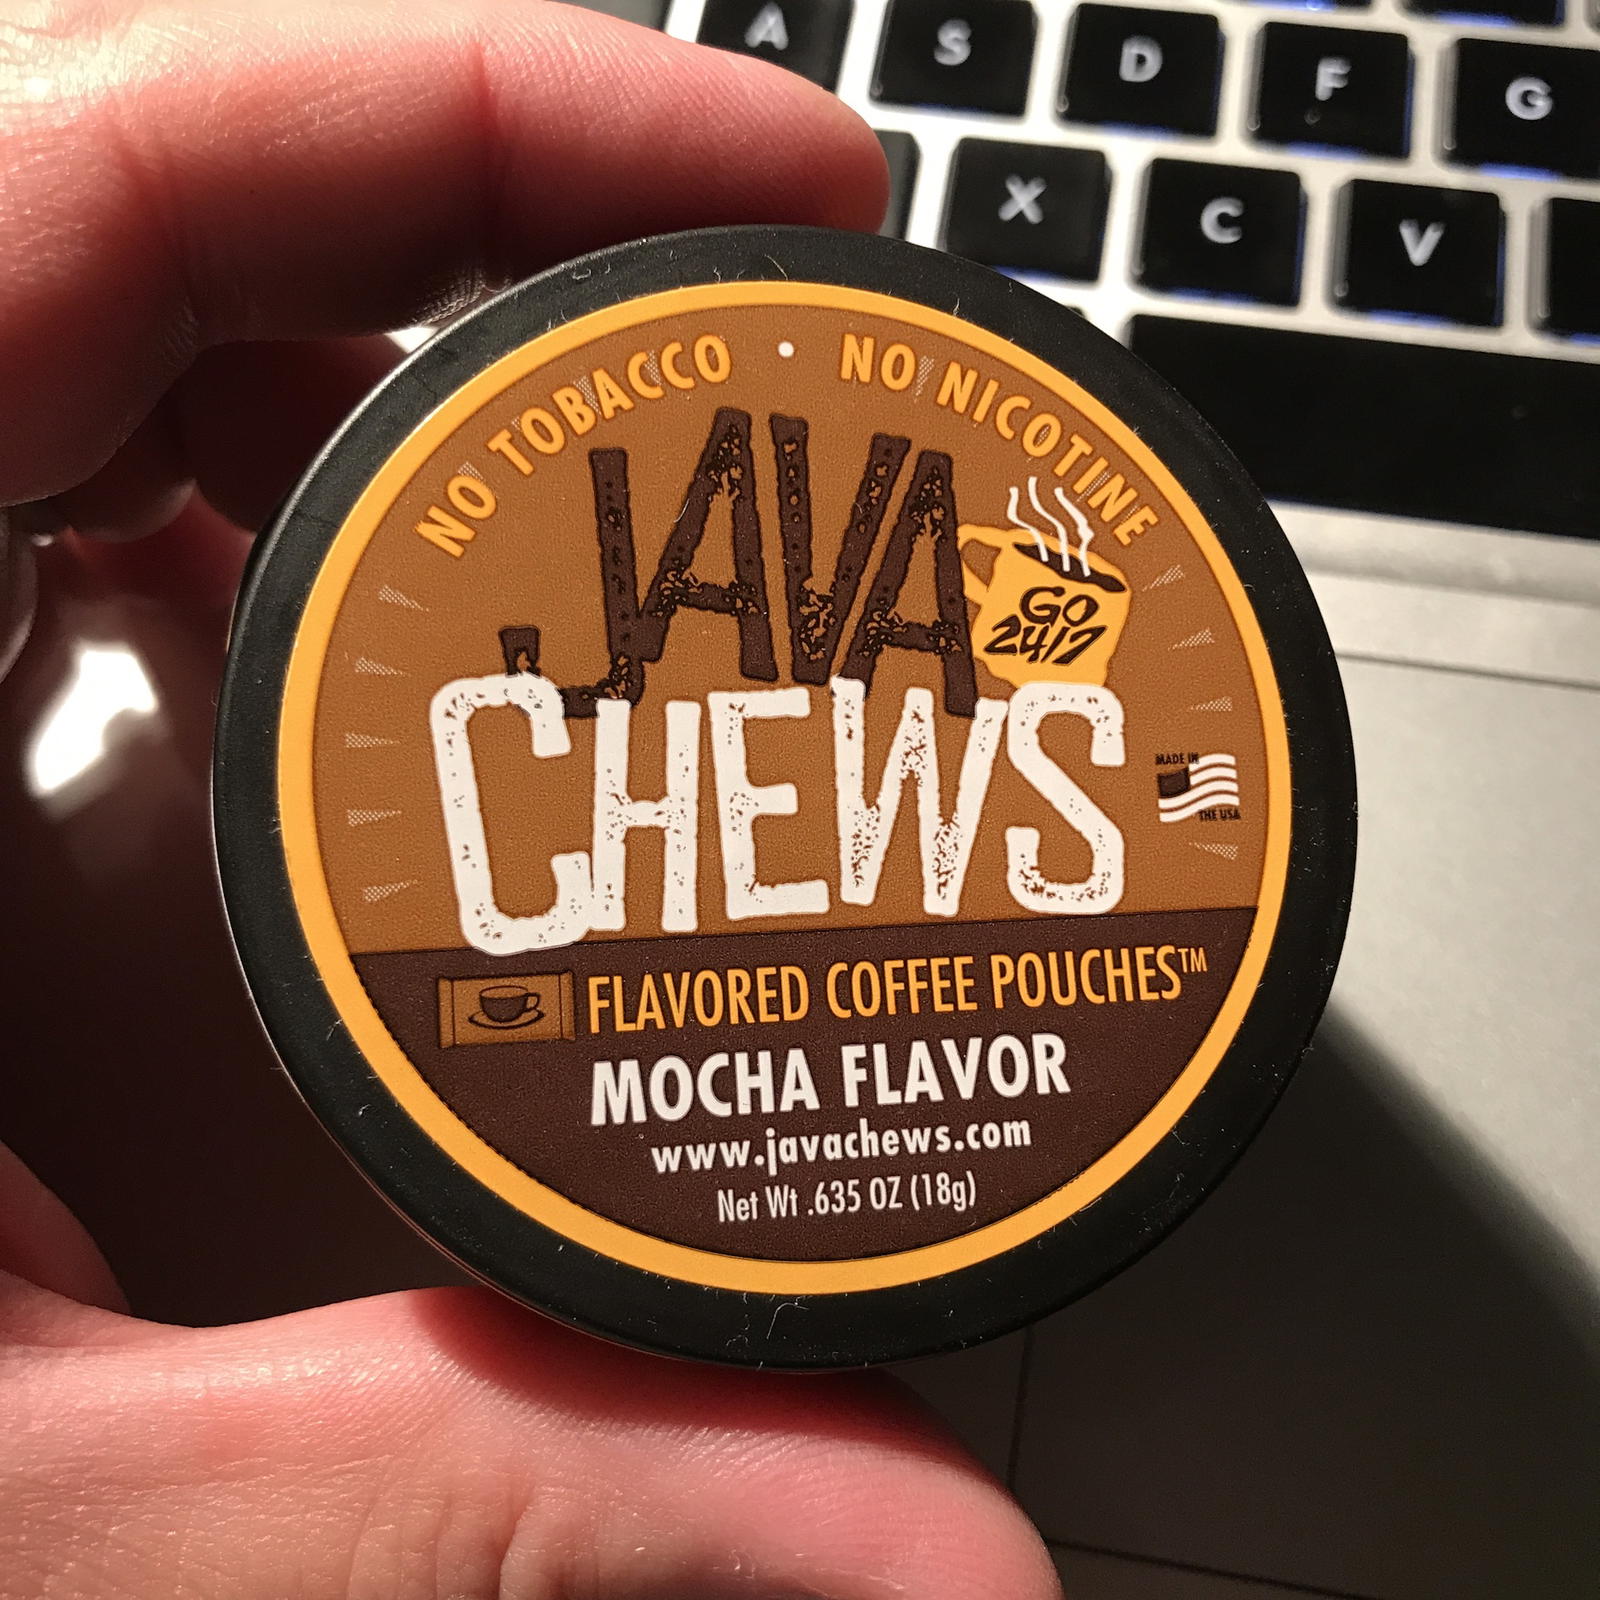 A S D F G
X C V
NO TOBACCO • NO NICOTINE
JAVA
GO
24/7
CHEWS
MADE IN
THE USA
FLAVORED COFFEE POUCHES™
MOCHA FLAVOR
www.javachews.com
Net Wt .635 OZ (18g)